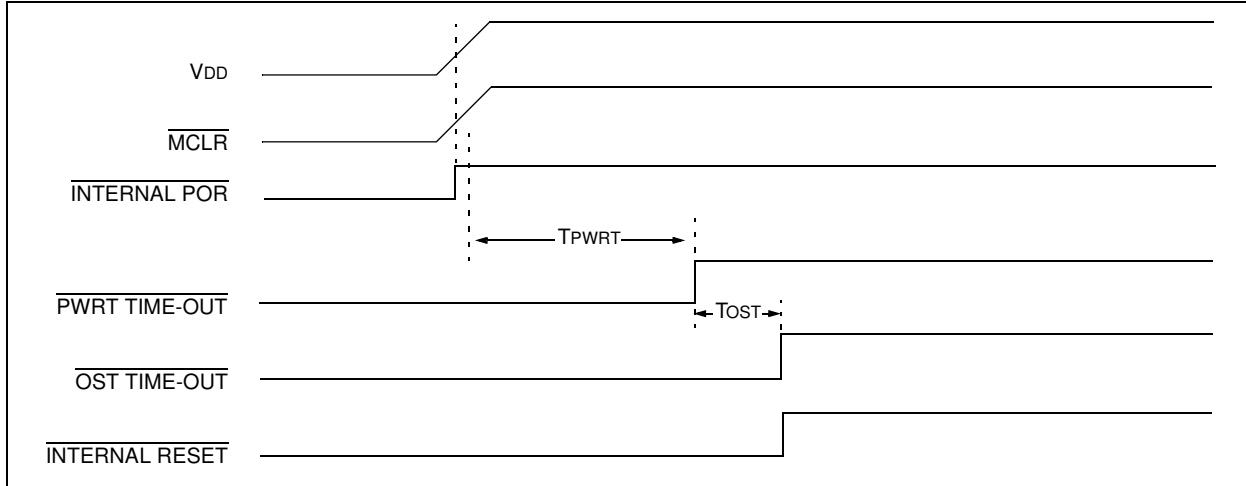 VDD
MCLR
INTERNAL POR
TPWRT
PWRT TIME-OUT
TOST
OST TIME-OUT
INTERNAL RESET